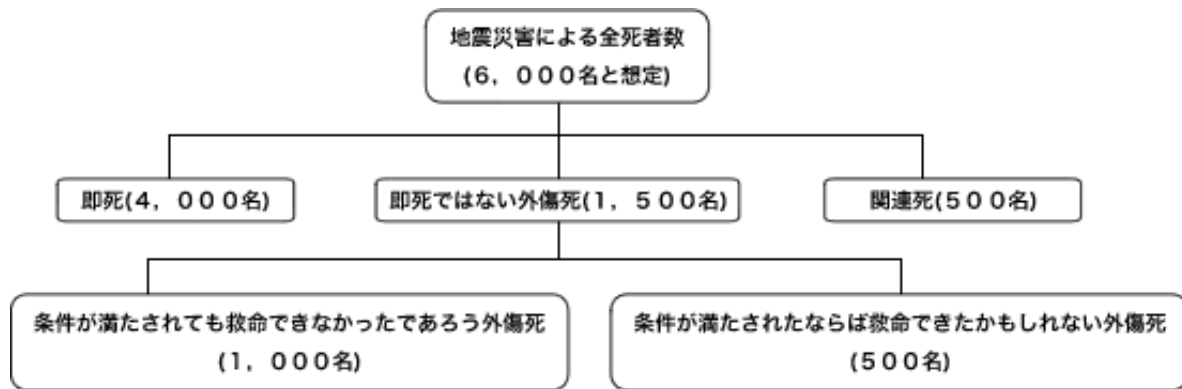 地震災害による全死者数
(6，０００名と想定)
即死(4，０００名)
即死ではない外傷死(1，５００名)
関連死(５００名)
条件が満たされても救命できなかったであろう外傷死
(1，０００名)
条件が満たされたならば救命できたかもしれない外傷死
(５００名)